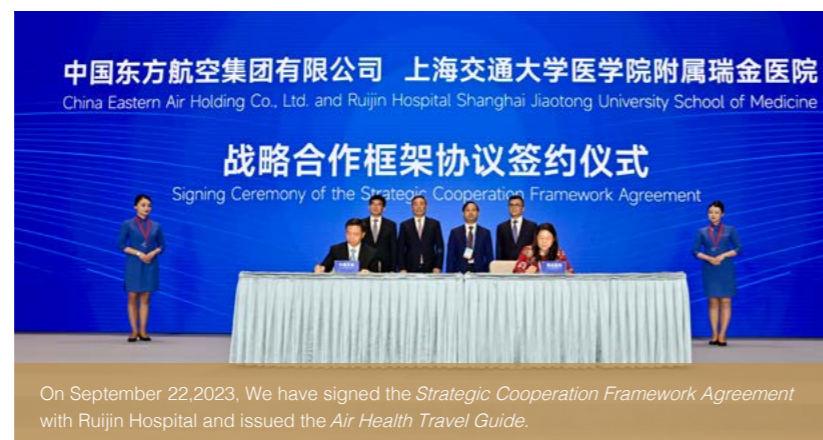 中国东方航空集团有限公司 上海交通大学医学院附属瑞金医院
China Eastern Air Holding Co., Ltd. and Ruijin Hospital Shanghai Jiaotong University School of Medicine
战略合作框架协议签约仪式
Signing Ceremony of the Strategic Cooperation Framework Agreement
On September 22,2023, We have signed the Strategic Cooperation Framework Agreement
with Ruijin Hospital and issued the Air Health Travel Guide.